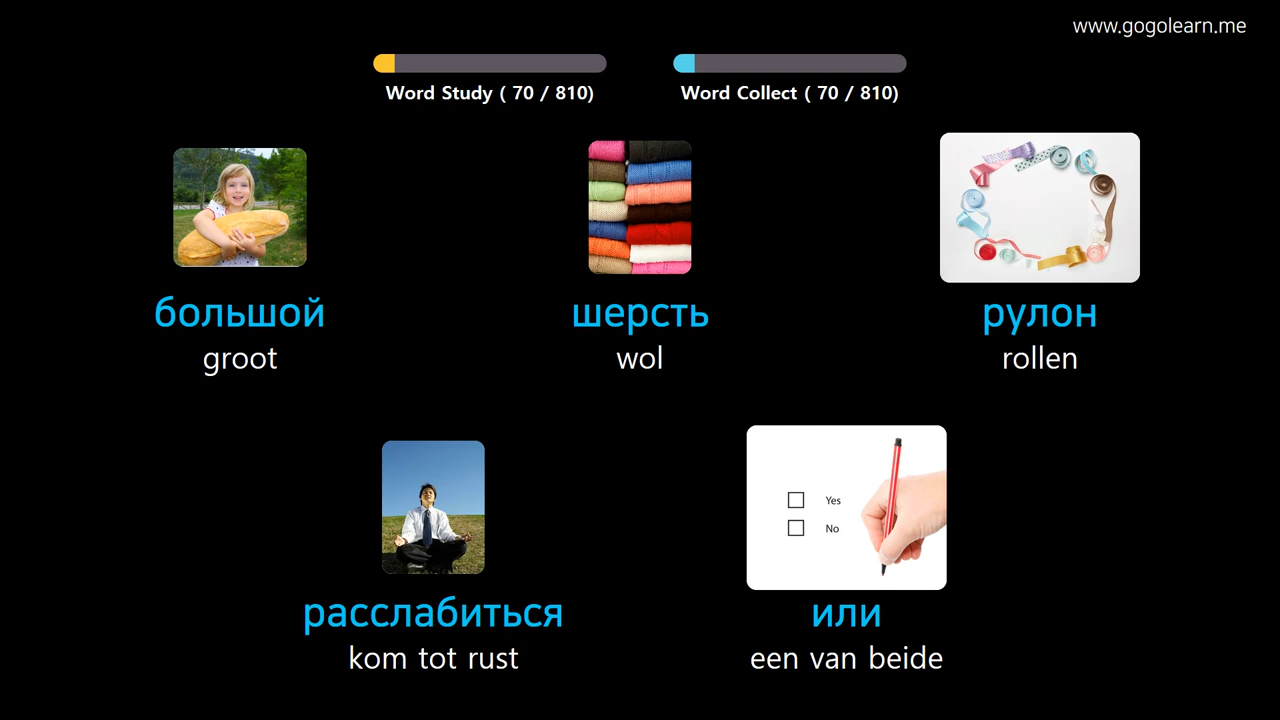 www.gogolearn.me
Word Study ( 70 / 810)
Word Collect ( 70 / 810)
большой
groot
шерсть
wol
рулон
rollen
расслабиться
kom tot rust
Yes
No
или
een van beide